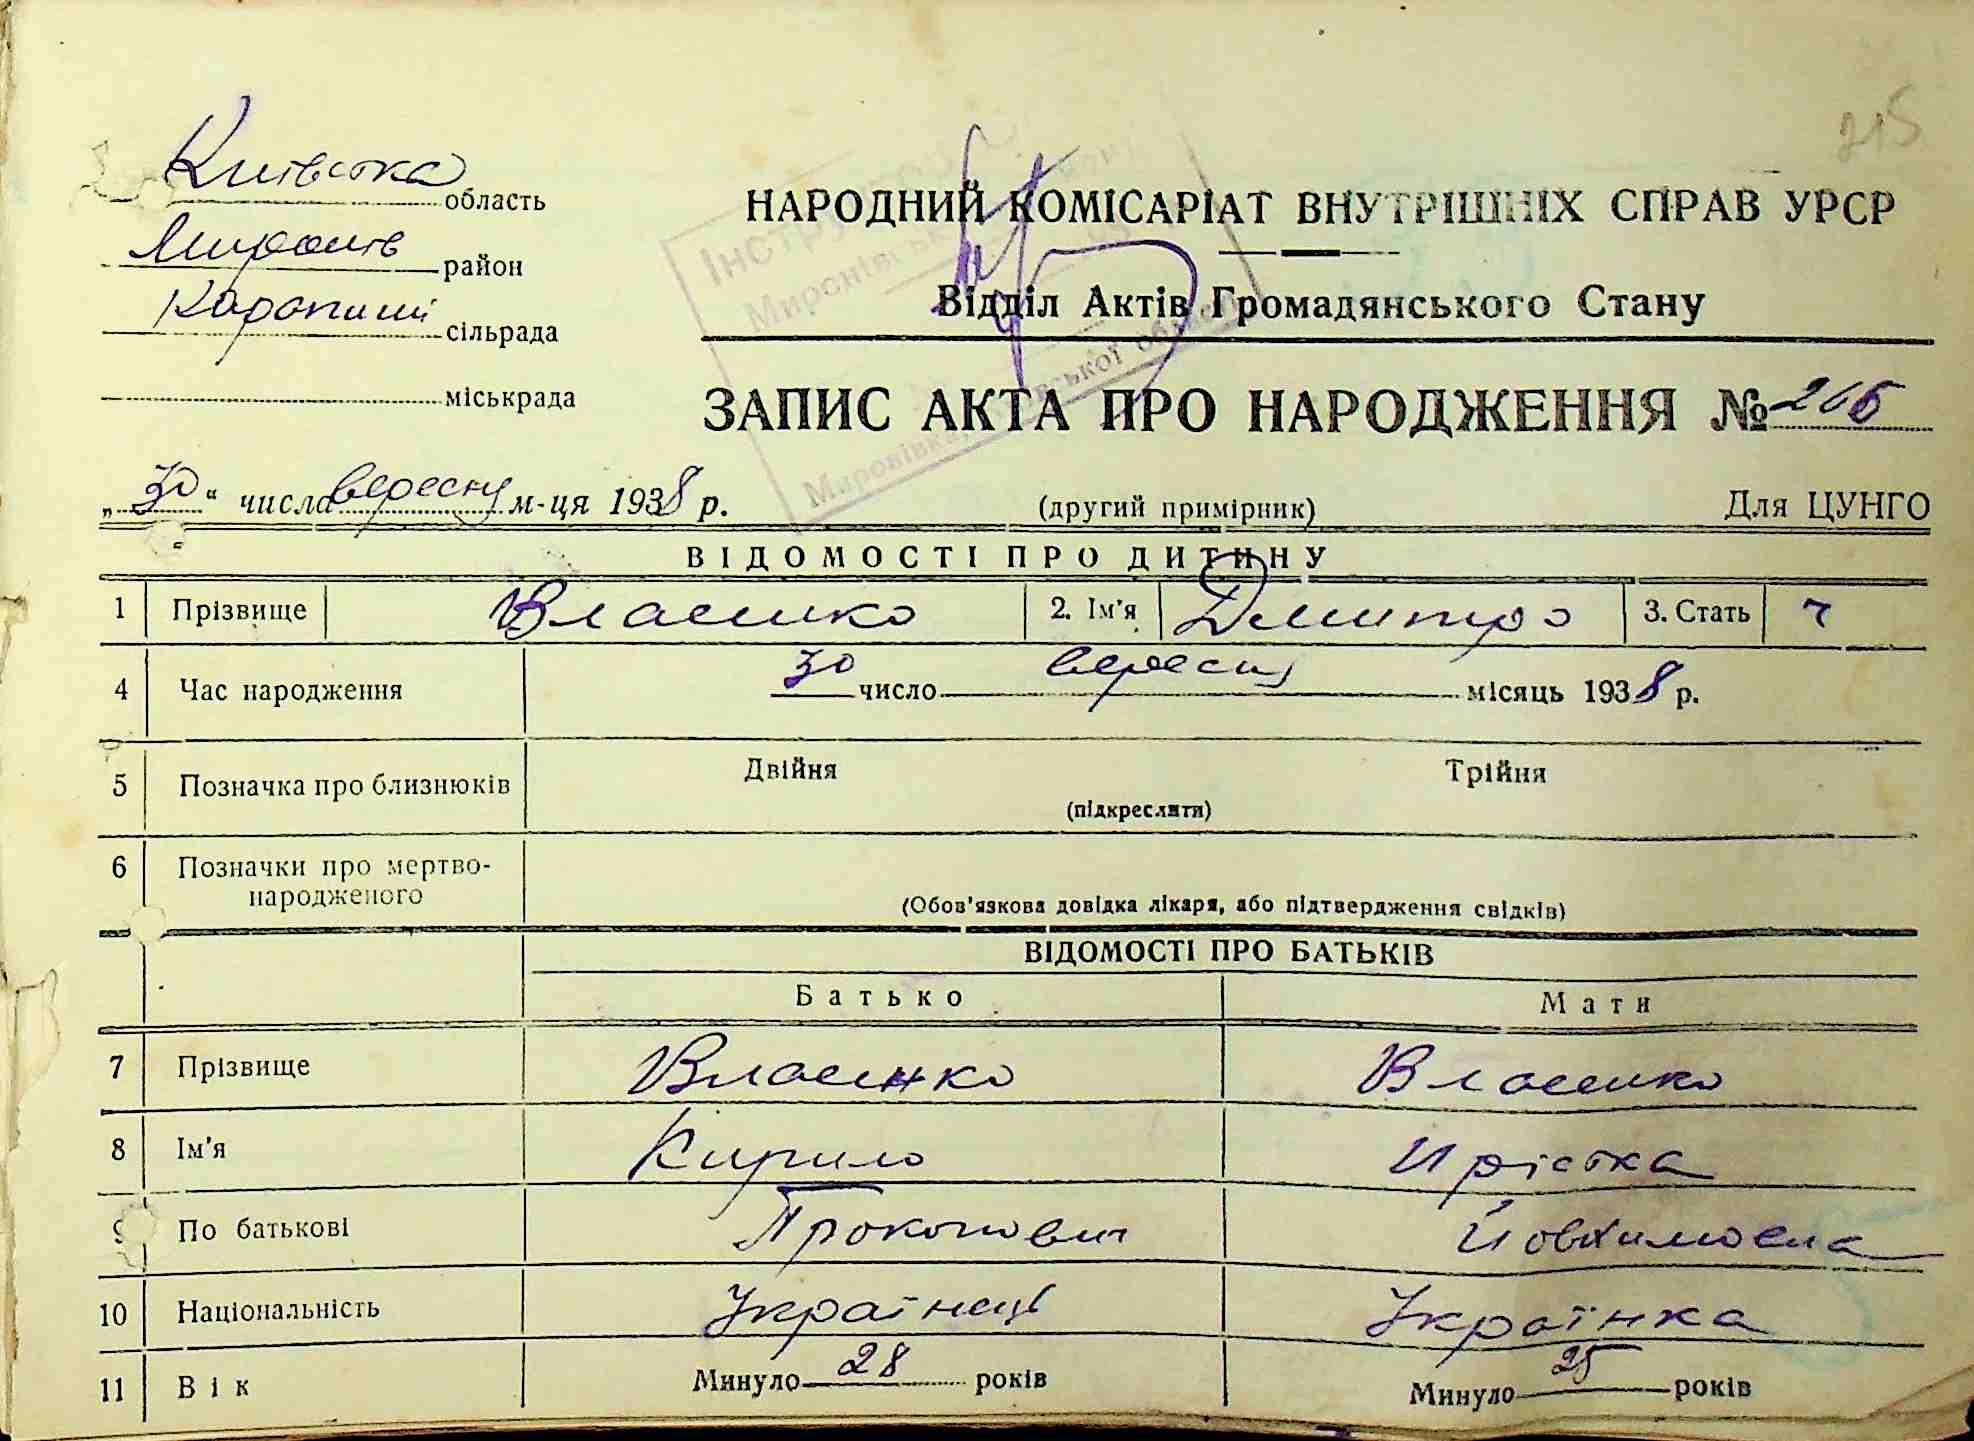 215
Київська область
Миронів район
Карапиші сільрада
міськрада
НАРОДНИЙ КОМІСАРІАТ ВНУТРІШНІХ СПРАВ УРСР
Відділ Актів Громадянського Стану
ЗАПИС АКТА ПРО НАРОДЖЕННЯ №
„30“ числа вересня м-ця 1938 р.
(другий примірник)
Для ЦУНГО
ВІДОМОСТІ ПРО ДИТИНУ
1 Прізвище Власенко 2. Ім'я Дмитро 3. Стать ч
4 Час народження 30 число вересня місяць 1938 р.
5 Позначка про близнюків Двійня Трійня
(підкреслити)
6 Позначки про мертво-
народженого
(Обов'язкова довідка лікаря, або підтвердження свідків)
ВІДОМОСТІ ПРО БАТЬКІВ
Батько Мати
7 Прізвище Власенко Власенко
8 Ім'я Кирило
9 По батькові Прокопович Йовхимовна
10 Національність Українець Українка
11 Вік Минуло 28 років Минуло 25 років